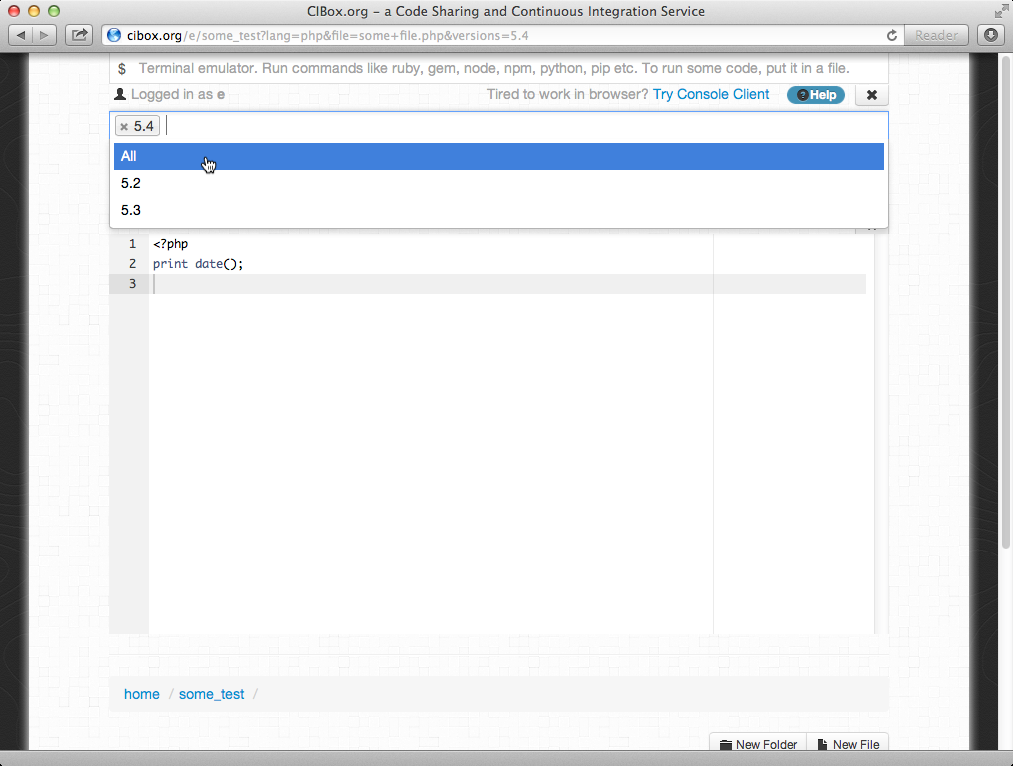 CIBox.org – a Code Sharing and Continuous Integration Service
cibox.org/e/some_test?lang=php&file=some+file.php&versions=5.4
Reader
$ Terminal emulator. Run commands like ruby, gem, node, npm, python, pip etc. To run some code, put it in a file.
Logged in as e
Tired to work in browser? Try Console Client
? Help
✖
× 5.4
All
5.2
5.3
1 <?php
2 print date();
3
home / some_test /
New Folder
New File